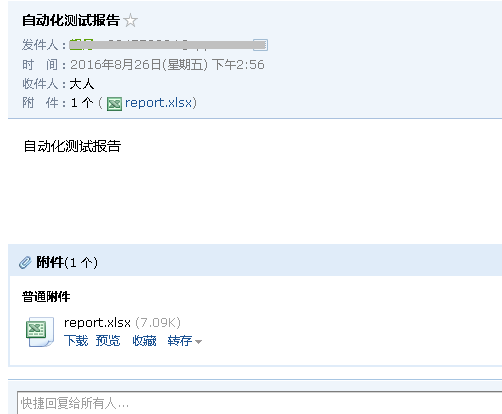 自动化测试报告
发件人：
时 间：2016年8月26日(星期五) 下午2:56
收件人：大人
附 件：1 个 ( report.xlsx)
自动化测试报告
附件(1 个)
普通附件
report.xlsx (7.09K)
下载 预览 收藏 转存
快捷回复给所有人...